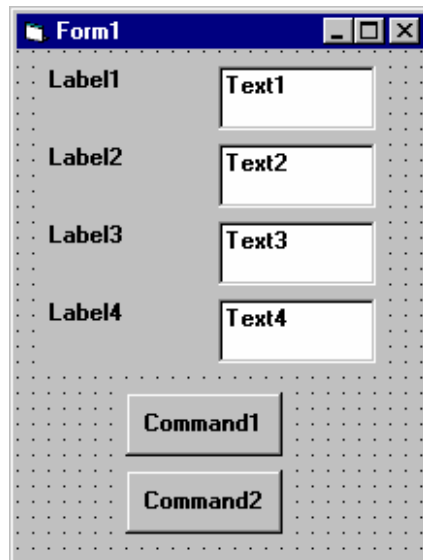 Form1
Label1 Text1
Label2 Text2
Label3 Text3
Label4 Text4
Command1
Command2